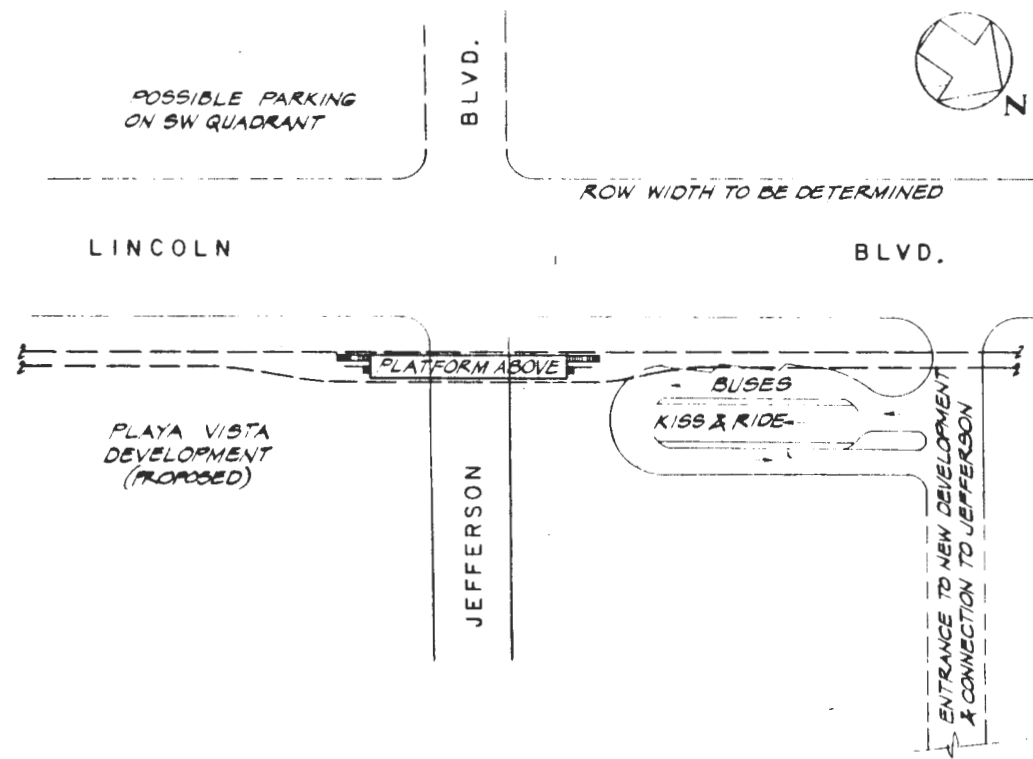 BLVD.
POSSIBLE PARKING
ON SW QUADRANT
N
ROW WIDTH TO BE DETERMINED
LINCOLN
BLVD.
PLATFORM ABOVE
BUSES
KISS & RIDE
PLAYA VISTA
DEVELOPMENT
(PROPOSED)
JEFFERSON
ENTRANCE TO NEW DEVELOPMENT
& CONNECTION TO JEFFERSON